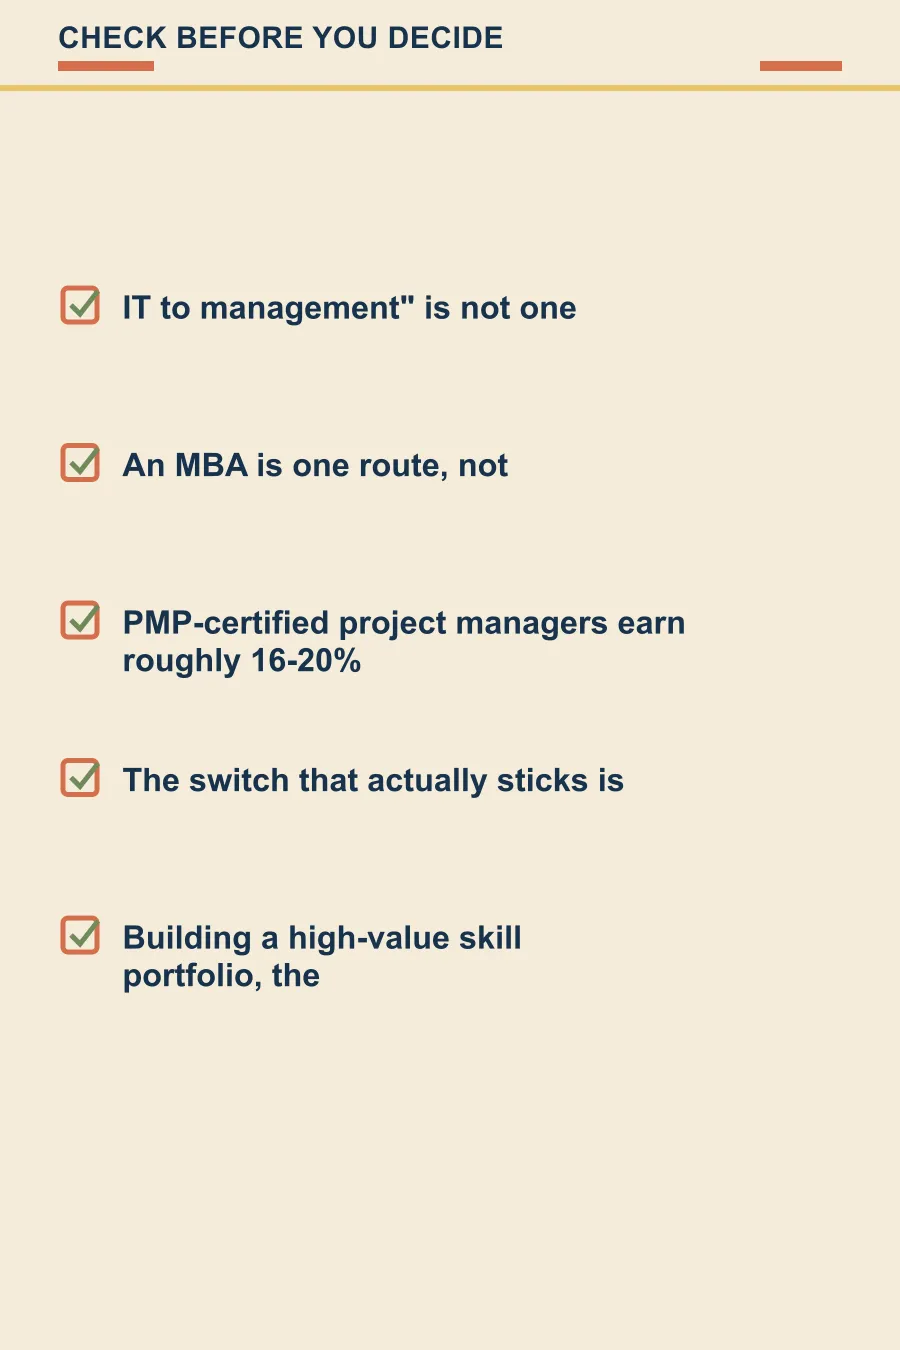 CHECK BEFORE YOU DECIDE
IT to management" is not one
An MBA is one route, not
PMP-certified project managers earn
roughly 16-20%
The switch that actually sticks is
Building a high-value skill
portfolio, the